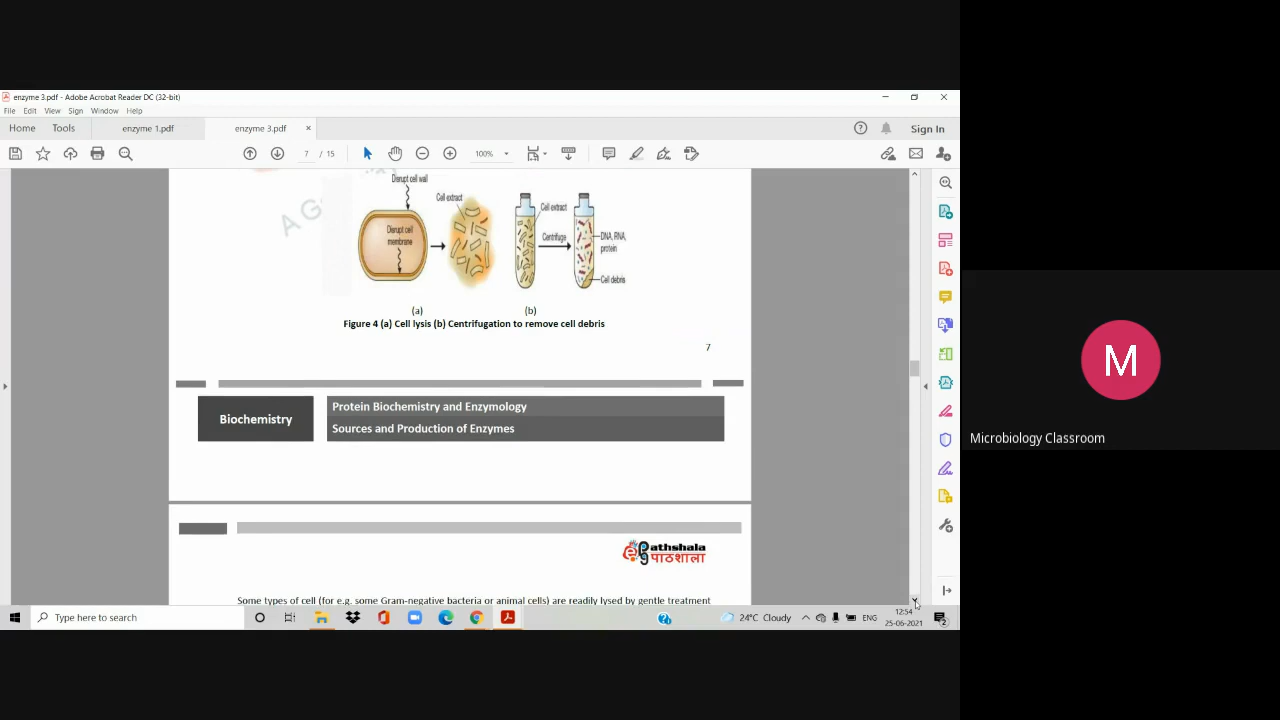 enzyme 3.pdf - Adobe Acrobat Reader DC (32-bit)
File Edit View Sign Window Help
Home Tools enzyme 1.pdf enzyme 3.pdf × Sign In
7 / 15 100%
Disrupt cell wall
Cell extract
Disrupt cell
membrane
Cell extract
Centrifuge
DNA, RNA,
protein
Cell debris
(a) (b)
Figure 4 (a) Cell lysis (b) Centrifugation to remove cell debris
7
Biochemistry
Protein Biochemistry and Enzymology
Sources and Production of Enzymes
Pathshala
पाठशाला
Some types of cell (for e.g. some Gram-negative bacteria or animal cells) are readily lysed by gentle treatment
Type here to search
24°C Cloudy ENG
12:54
25-06-2021
2
M
Microbiology Classroom